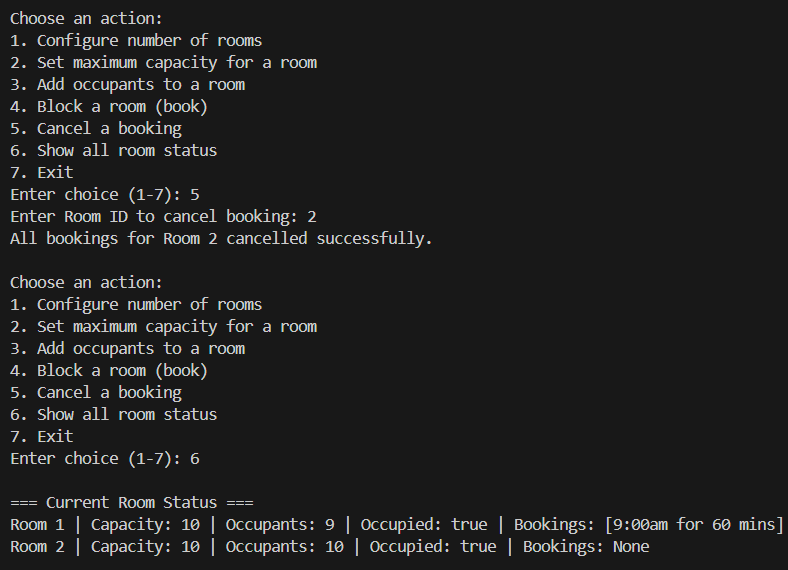 Choose an action:
1. Configure number of rooms
2. Set maximum capacity for a room
3. Add occupants to a room
4. Block a room (book)
5. Cancel a booking
6. Show all room status
7. Exit
Enter choice (1-7): 5
Enter Room ID to cancel booking: 2
All bookings for Room 2 cancelled successfully.

Choose an action:
1. Configure number of rooms
2. Set maximum capacity for a room
3. Add occupants to a room
4. Block a room (book)
5. Cancel a booking
6. Show all room status
7. Exit
Enter choice (1-7): 6

=== Current Room Status ===
Room 1 | Capacity: 10 | Occupants: 9 | Occupied: true | Bookings: [9:00am for 60 mins]
Room 2 | Capacity: 10 | Occupants: 10 | Occupied: true | Bookings: None